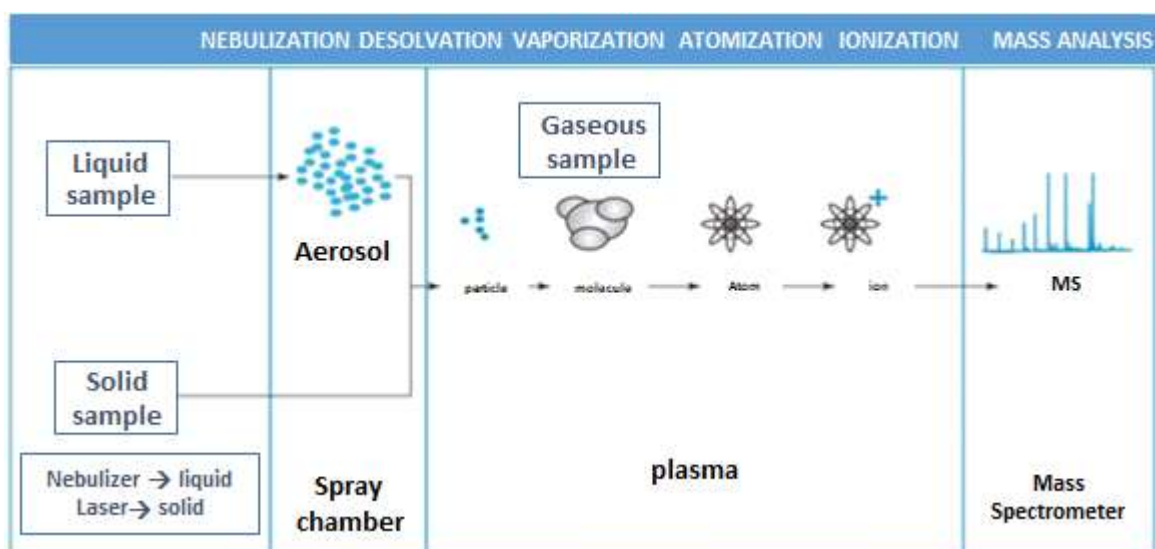 NEBULIZATION DESOLVATION VAPORIZATION ATOMIZATION IONIZATION MASS ANALYSIS
Liquid
sample
Aerosol
Gaseous
sample
particle
molecule
Atom
ion
MS
Solid
sample
Nebulizer → liquid
Laser→ solid
Spray
chamber
plasma
Mass
Spectrometer